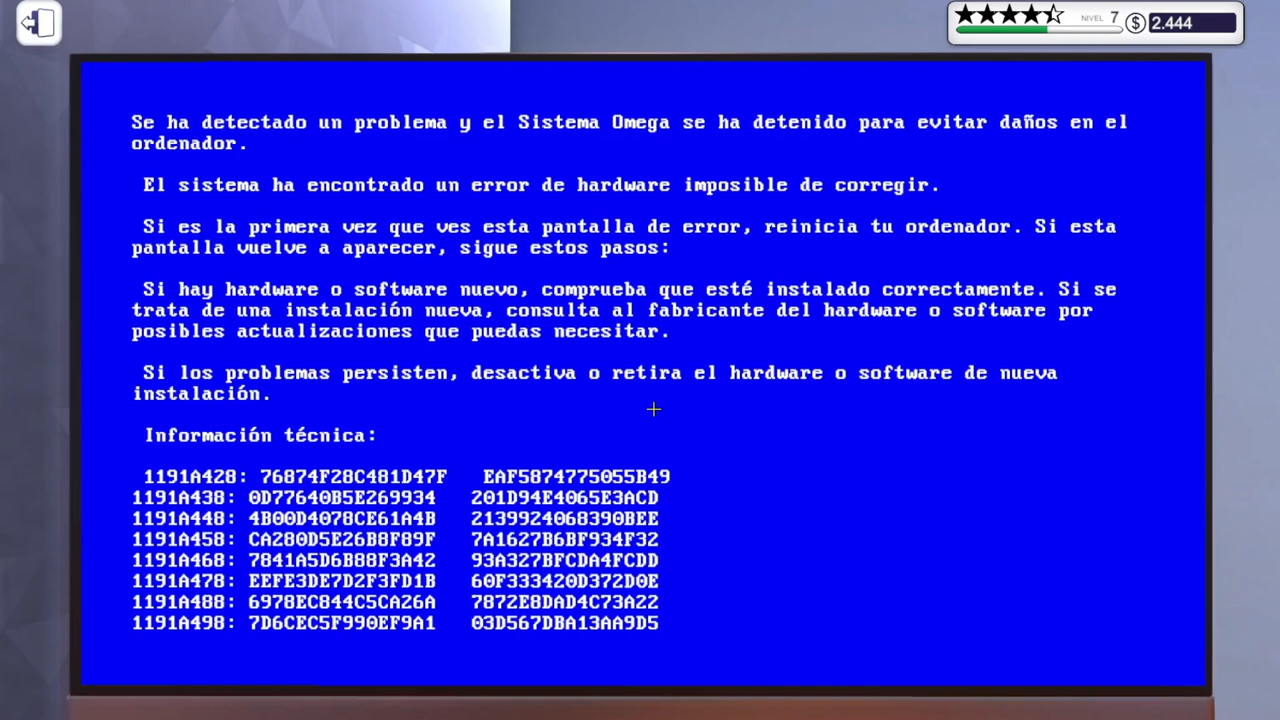 NIVEL 7
$ 2.444
Se ha detectado un problema y el Sistema Omega se ha detenido para evitar daños en el
ordenador.
El sistema ha encontrado un error de hardware imposible de corregir.
Si es la primera vez que ves esta pantalla de error, reinicia tu ordenador. Si esta
pantalla vuelve a aparecer, sigue estos pasos:
Si hay hardware o software nuevo, comprueba que esté instalado correctamente. Si se
trata de una instalación nueva, consulta al fabricante del hardware o software por
posibles actualizaciones que puedas necesitar.
Si los problemas persisten, desactiva o retira el hardware o software de nueva
instalación.
Información técnica:
1191A428: 76874F28C481D47F EAF5874775055B49
1191A438: 0D77640B5E269934 201D94E4065E3ACD
1191A448: 4B00D4078CE61A4B 2139924068390BEE
1191A458: CA280D5E26B8F89F 7A1627B6BF934F32
1191A468: 7841A5D6B88F3A42 93A327BFCDA4FCDD
1191A478: EEFE3DE7D2F3FD1B 60F333420D372D0E
1191A488: 6978EC844C5CA26A 7872E8DAD4C73A22
1191A498: 7D6CEC5F990EF9A1 03D567DBA13AA9D5